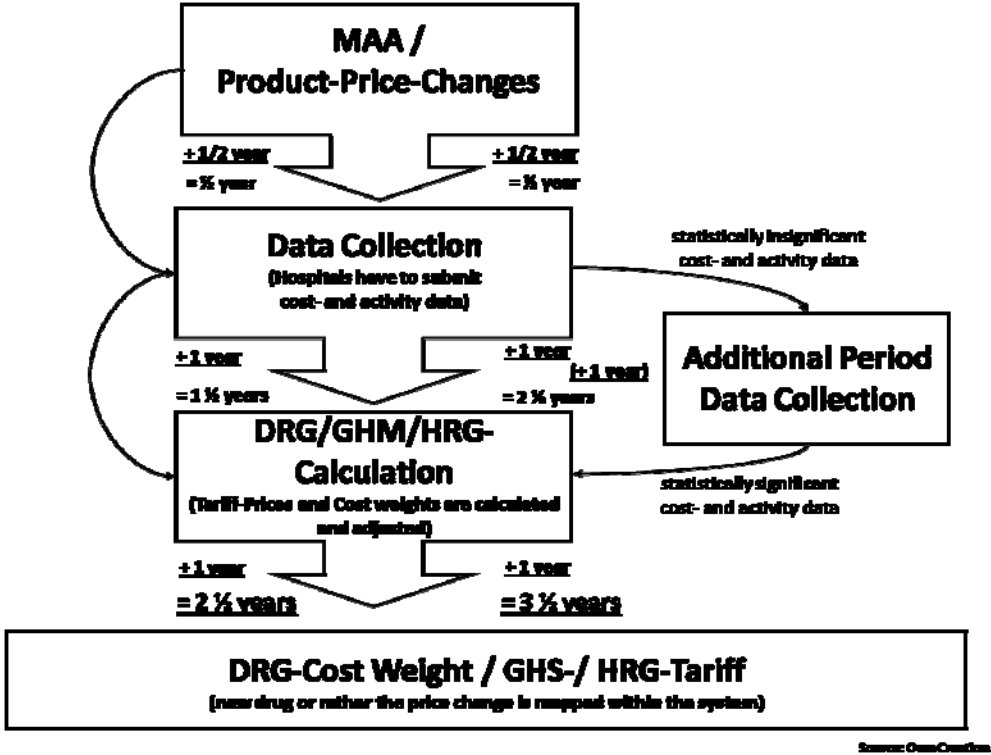 MAA /
Product-Price-Changes
+ 1/2 year
= ½ year
+ 1/2 year
= ½ year
Data Collection
(Hospitals have to submit
cost- and activity data)
statistically insignificant
cost- and activity data
+ 1 year
= 1 ½ years
+ 1 year
(+ 1 year)
= 2 ½ years
Additional Period
Data Collection
DRG/GHM/HRG-
Calculation
(Tariff-Prices and Cost weights are calculated
and adjusted)
statistically significant
cost- and activity data
+ 1 year
= 2 ½ years
+ 1 year
= 3 ½ years
DRG-Cost Weight / GHS-/ HRG-Tariff
(new drug or rather the price change is mapped within the system)
Source: Own Creation